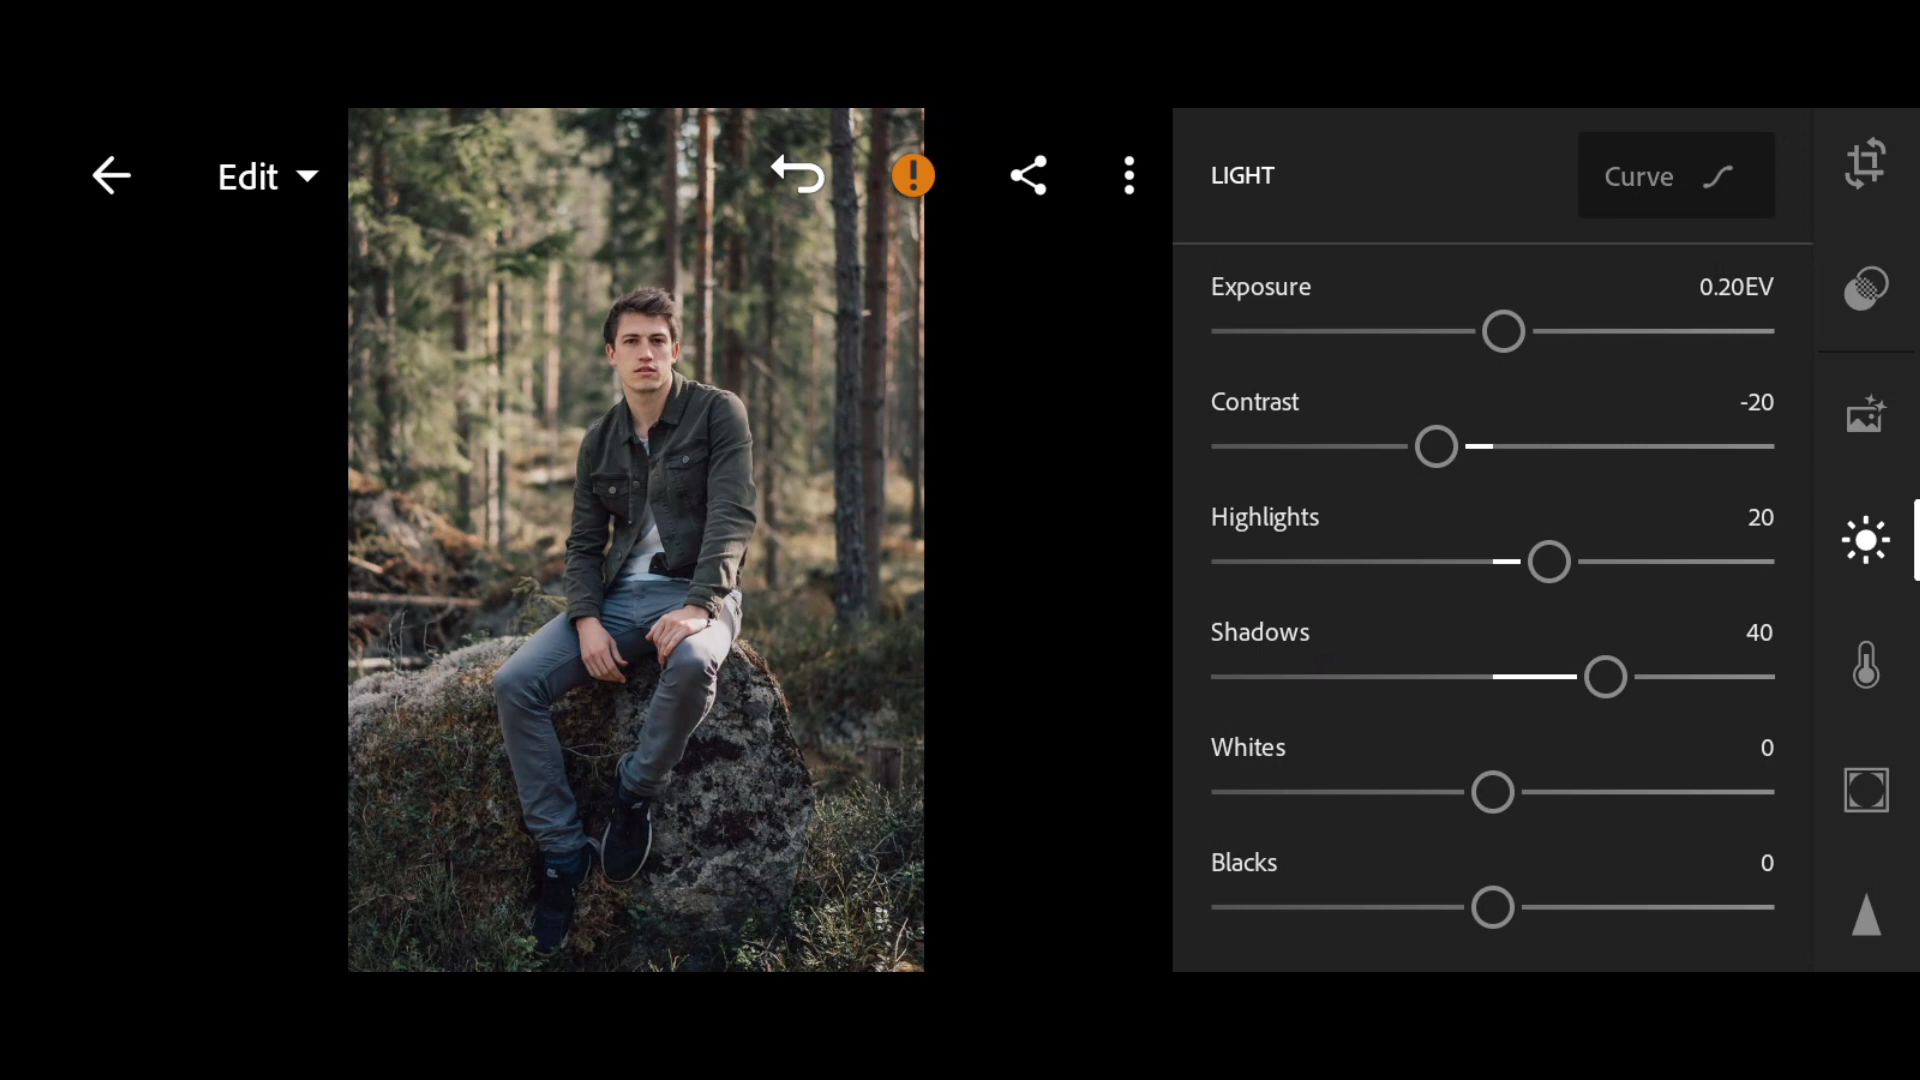 Edit
LIGHT
Curve
Exposure 0.20EV
Contrast -20
Highlights 20
Shadows 40
Whites 0
Blacks 0